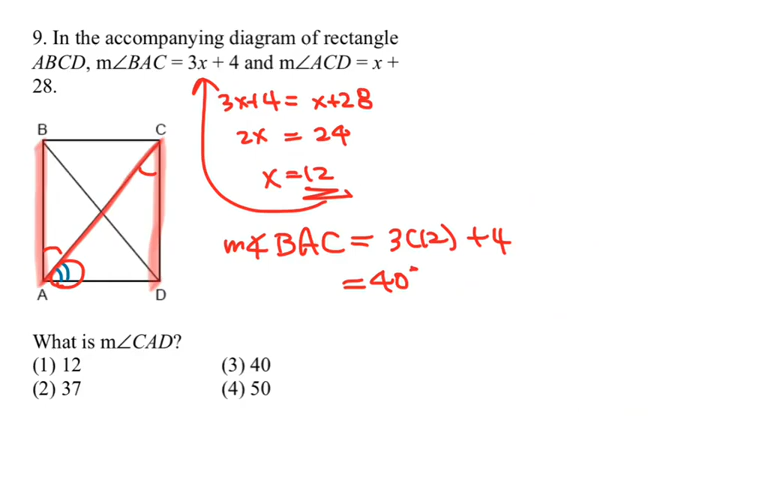 9. In the accompanying diagram of rectangle
ABCD, m∠BAC = 3x + 4 and m∠ACD = x +
28.
3x+4 = x+28
2x = 24
x = 12
B C
A D
m∡BAC = 3(12) + 4
= 40°
What is m∠CAD?
(1) 12 (3) 40
(2) 37 (4) 50